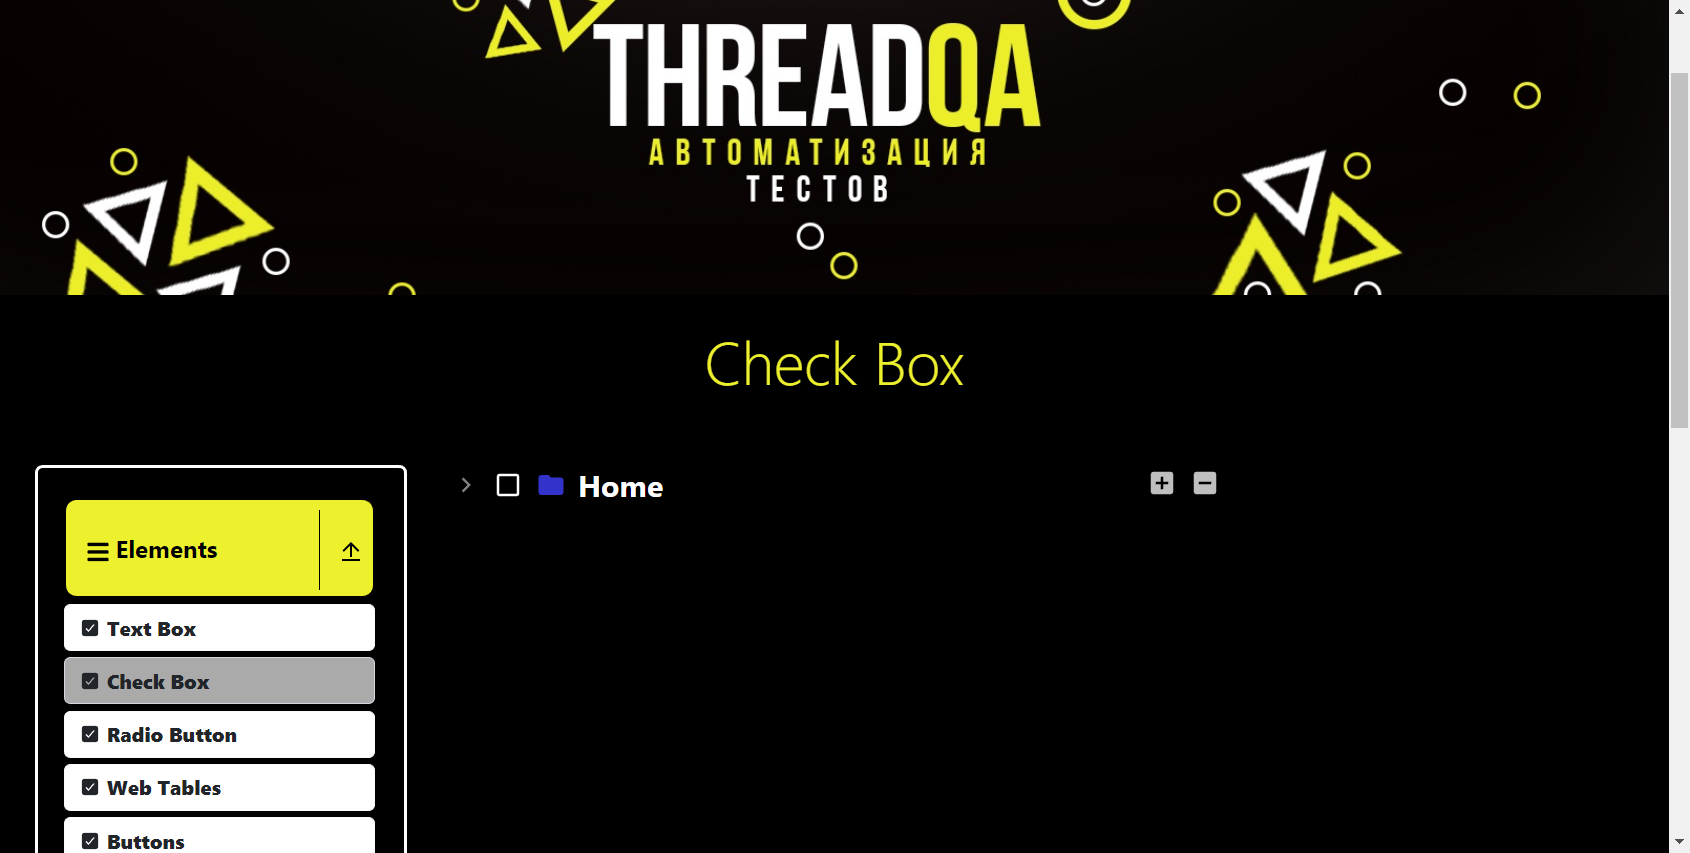 THREADQA
АВТОМАТИЗАЦИЯ
ТЕСТОВ
Check Box
Home
Elements
Text Box
Check Box
Radio Button
Web Tables
Buttons